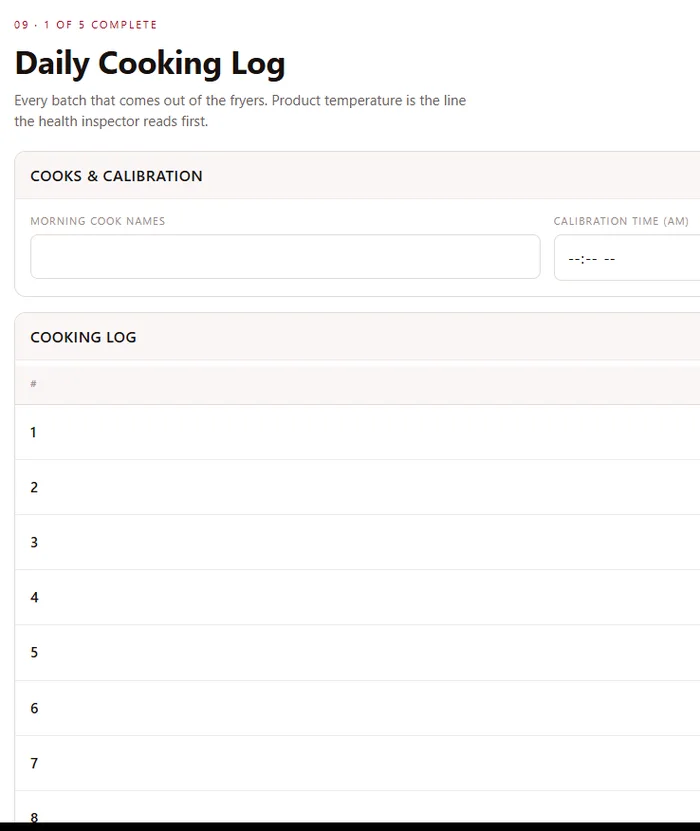 09 · 1 OF 5 COMPLETE
Daily Cooking Log
Every batch that comes out of the fryers. Product temperature is the line
the health inspector reads first.
COOKS & CALIBRATION
MORNING COOK NAMES
CALIBRATION TIME (AM)
--:-- --
COOKING LOG
#
1
2
3
4
5
6
7
8